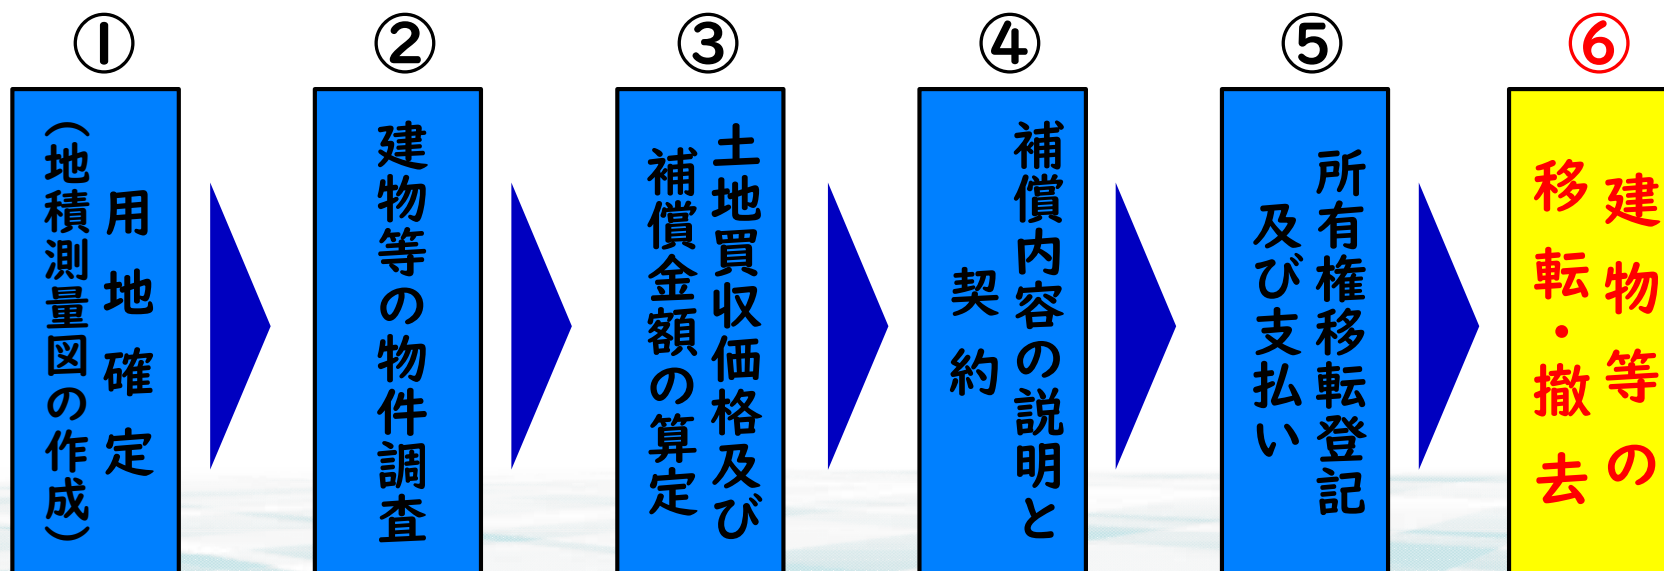 ①
用地確定
（地積測量図の作成）
②
建物等の物件調査
③
土地買収価格及び
補償金額の算定
④
補償内容の説明と
契約
⑤
所有権移転登記
及び支払い
⑥
建物等の
移転・撤去